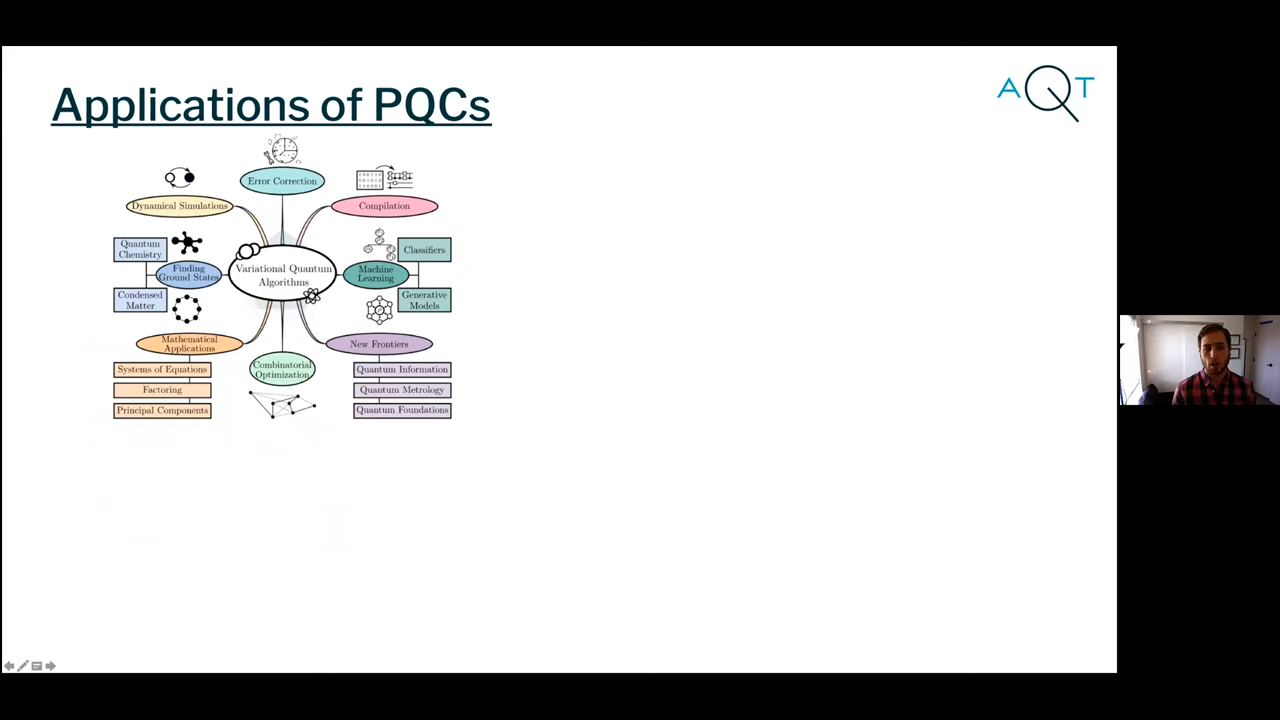 Applications of PQCs
AQT
Error Correction
Dynamical Simulations
Compilation
Quantum
Chemistry
Finding
Ground States
Condensed
Matter
Variational Quantum
Algorithms
Machine
Learning
Classifiers
Generative
Models
Mathematical
Applications
Systems of Equations
Factoring
Principal Components
Combinatorial
Optimization
New Frontiers
Quantum Information
Quantum Metrology
Quantum Foundations